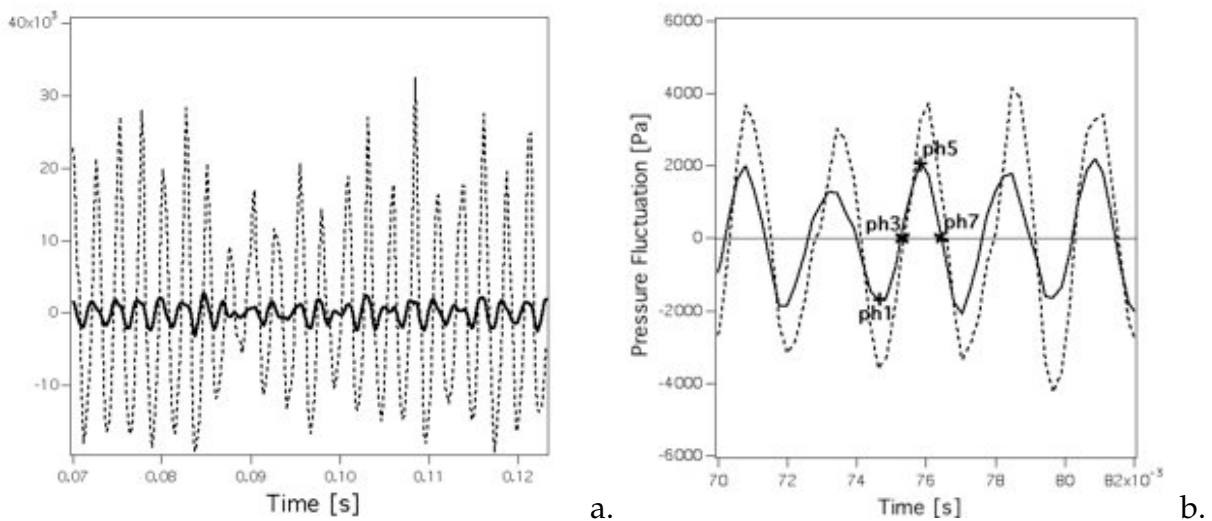 40x10³
30
20
10
0
-10
0.07 0.08 0.09 0.10 0.11 0.12
Time [s]
a.
Pressure Fluctuation [Pa]
6000
4000
2000
0
-2000
-4000
-6000
ph5
ph3
ph7
ph1
70 72 74 76 78 80 82x10⁻³
Time [s]
b.